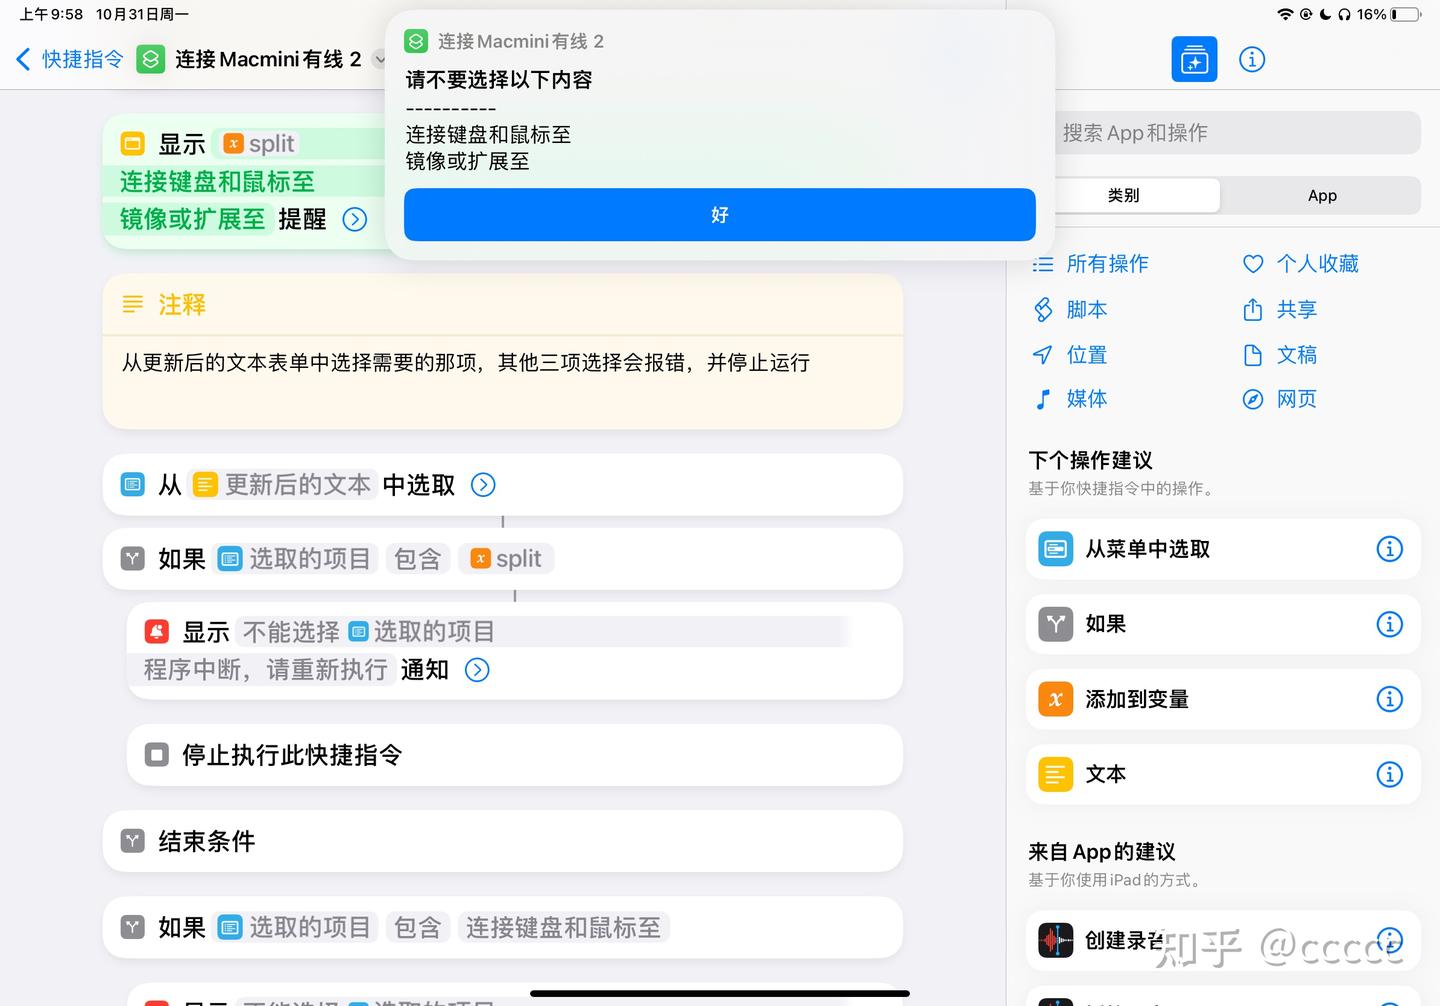 上午9:58 10月31日周一
16%
快捷指令
连接Macmini有线 2
连接Macmini有线 2
请不要选择以下内容
----------
连接键盘和鼠标至
镜像或扩展至
好
显示 split
连接键盘和鼠标至
镜像或扩展至 提醒
注释
从更新后的文本表单中选择需要的那项，其他三项选择会报错，并停止运行
从 更新后的文本 中选取
如果 选取的项目 包含 split
显示 不能选择 选取的项目
程序中断，请重新执行 通知
停止执行此快捷指令
结束条件
如果 选取的项目 包含 连接键盘和鼠标至
显示 不能选择 选取的项目
搜索App和操作
类别 App
所有操作 个人收藏
脚本 共享
位置 文稿
媒体 网页
下个操作建议
基于你快捷指令中的操作。
从菜单中选取
如果
添加到变量
文本
来自App的建议
基于你使用iPad的方式。
创建录音
知乎 @ccccc